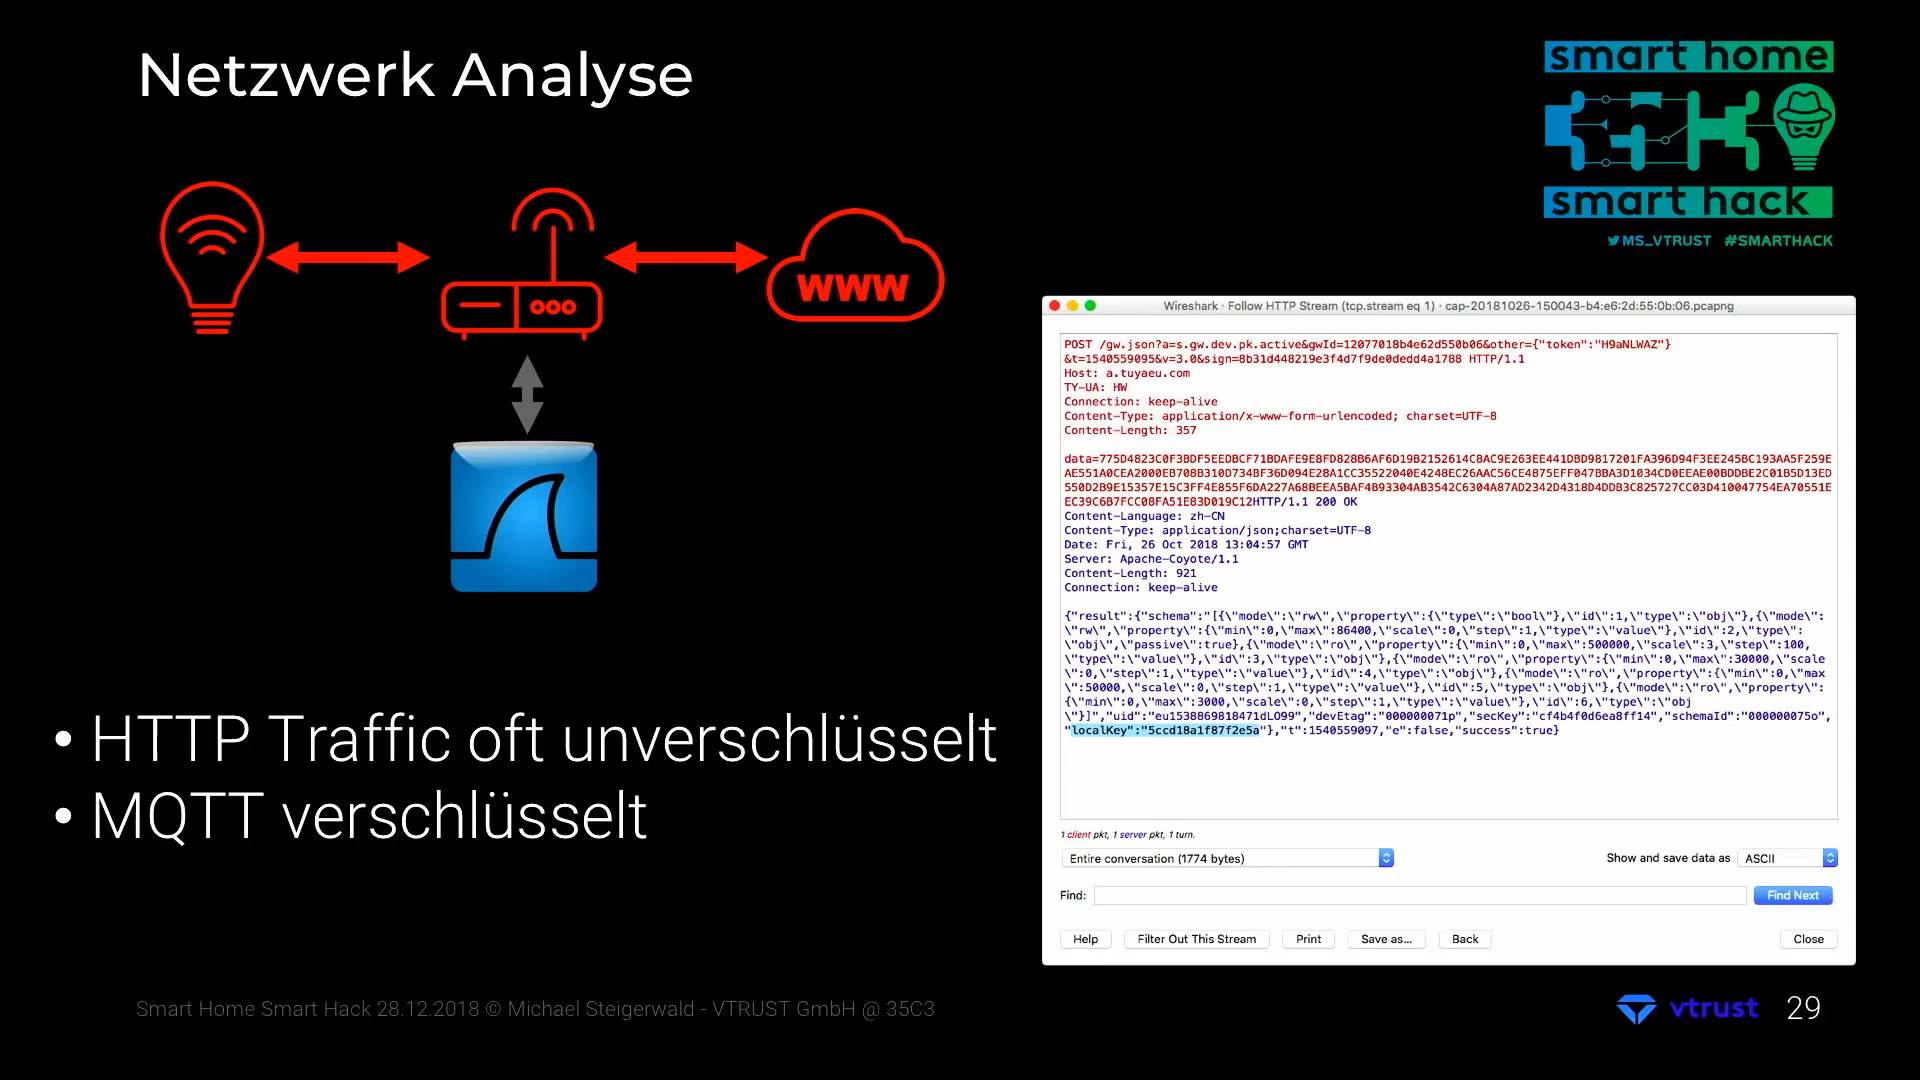 Netzwerk Analyse
smart home
smart hack
MS_VTRUST #SMARTHACK
WWW
Wireshark · Follow HTTP Stream (tcp.stream eq 1) · cap-20181026-150043-b4:e6:2d:55:0b:06.pcapng
POST /gw.json?a=s.gw.dev.pk.active&gwId=12077018b4e62d550b06&other={"token":"H9aNLWAZ"}
&t=1540559095&v=3.0&sign=8b31d448219e3f4d7f9de0dedd4a1788 HTTP/1.1
Host: a.tuyaeu.com
TY-UA: HW
Connection: keep-alive
Content-Type: application/x-www-form-urlencoded; charset=UTF-8
Content-Length: 357
data=775D4823C0F3BDF5EEDBCF71BDAFE9E8FD828B6AF6D19B2152614C8AC9E263EE441DBD9817201FA396D94F3EE245BC193AA5F259E
AE551A0CEA2000EB708B310D734BF36D094E28A1CC35522040E4248EC26AAC56CE4875EFF047BBA3D1034CD0EEAE00BDDBE2C01B5D13ED
550D2B9E15357E15C3FF4E855F6DA227A68BEEA5BAF4B93304AB3542C6304A87AD2342D4318D4DDB3C825727CC03D410047754EA70551E
EC39C6B7FCC08FA51E83D019C12HTTP/1.1 200 OK
Content-Language: zh-CN
Content-Type: application/json;charset=UTF-8
Date: Fri, 26 Oct 2018 13:04:57 GMT
Server: Apache-Coyote/1.1
Content-Length: 921
Connection: keep-alive
{"result":{"schema":"[{\"mode\":\"rw\",\"property\":{\"type\":\"bool\"},\"id\":1,\"type\":\"obj\"},{\"mode\":
\"rw\",\"property\":{\"min\":0,\"max\":86400,\"scale\":0,\"step\":1,\"type\":\"value\"},\"id\":2,\"type\":
\"obj\",\"passive\":true},{\"mode\":\"ro\",\"property\":{\"min\":0,\"max\":500000,\"scale\":3,\"step\":100,
\"type\":\"value\"},\"id\":3,\"type\":\"obj\"},{\"mode\":\"ro\",\"property\":{\"min\":0,\"max\":30000,\"scale
\":0,\"step\":1,\"type\":\"value\"},\"id\":4,\"type\":\"obj\"},{\"mode\":\"ro\",\"property\":{\"min\":0,\"max
\":50000,\"scale\":0,\"step\":1,\"type\":\"value\"},\"id\":5,\"type\":\"obj\"},{\"mode\":\"ro\",\"property\":
{\"min\":0,\"max\":3000,\"scale\":0,\"step\":1,\"type\":\"value\"},\"id\":6,\"type\":\"obj
\"}]","uid":"eu1538869818471dLO99","devEtag":"000000071p","secKey":"cf4b4f0d6ea8ff14","schemaId":"000000075o",
"localKey":"5ccd18a1f87f2e5a"},"t":1540559097,"e":false,"success":true}
1 client pkt, 1 server pkt, 1 turn.
Entire conversation (1774 bytes)
Show and save data as ASCII
Find:
Find Next
Help
Filter Out This Stream
Print
Save as...
Back
Close
• HTTP Traffic oft unverschlüsselt
• MQTT verschlüsselt
Smart Home Smart Hack 28.12.2018 © Michael Steigerwald - VTRUST GmbH @ 35C3
vtrust
29